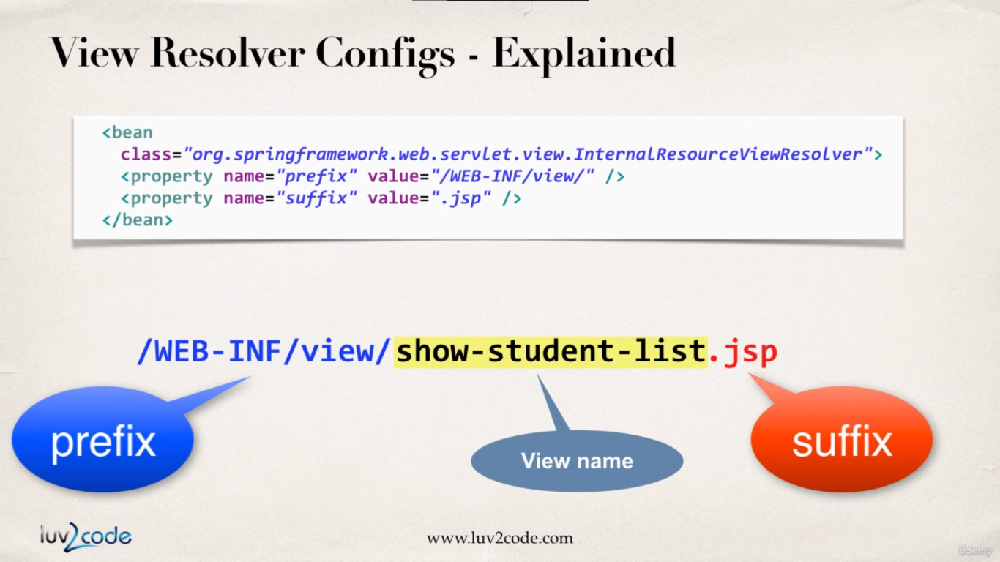 View Resolver Configs - Explained
<bean
class="org.springframework.web.servlet.view.InternalResourceViewResolver">
<property name="prefix" value="/WEB-INF/view/" />
<property name="suffix" value=".jsp" />
</bean>
/WEB-INF/view/show-student-list.jsp
prefix
View name
suffix
luv2code
www.luv2code.com
ûdemy